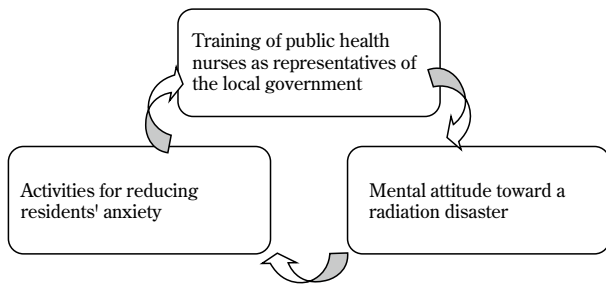 Training of public health
nurses as representatives of
the local government
Activities for reducing
residents' anxiety
Mental attitude toward a
radiation disaster